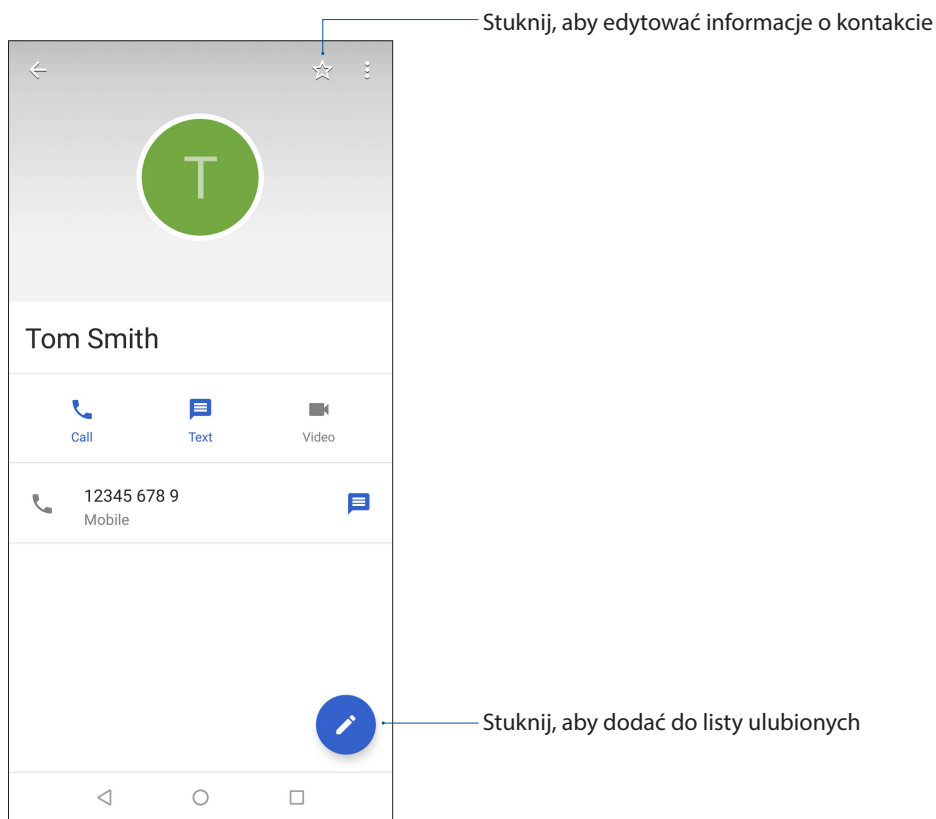 Stuknij, aby edytować informacje o kontakcie
T
Tom Smith
Call Text Video
12345 678 9
Mobile
Stuknij, aby dodać do listy ulubionych